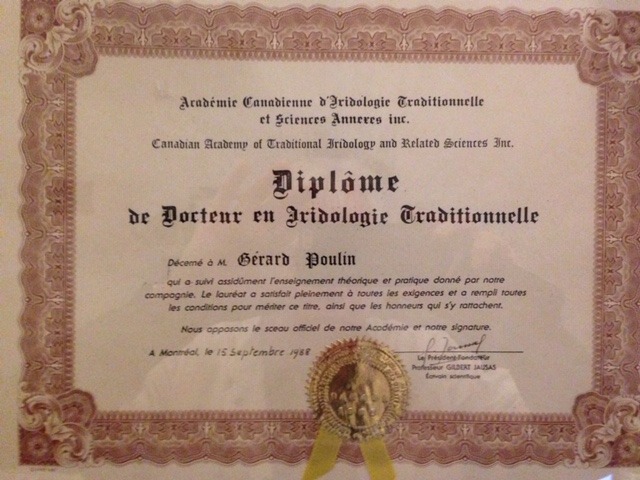 Académie Canadienne d'Iridologie Traditionnelle
et Sciences Annexes inc.
Canadian Academy of Traditional Iridology and Related Sciences Inc.
Diplôme
de Docteur en Iridologie Traditionnelle
Décerné à M. Gérard Poulin
qui a suivi assidûment l'enseignement théorique et pratique donné par notre
compagnie. Le lauréat a satisfait pleinement à toutes les exigences et a rempli toutes
les conditions pour mériter ce titre, ainsi que les honneurs qui s'y rattachent.
Nous apposons le sceau officiel de notre Académie et notre signature.
A Montréal, le 15 Septembre 1988
Le Président-Fondateur
Professeur GILBERT JAUSAS
Écrivain scientifique